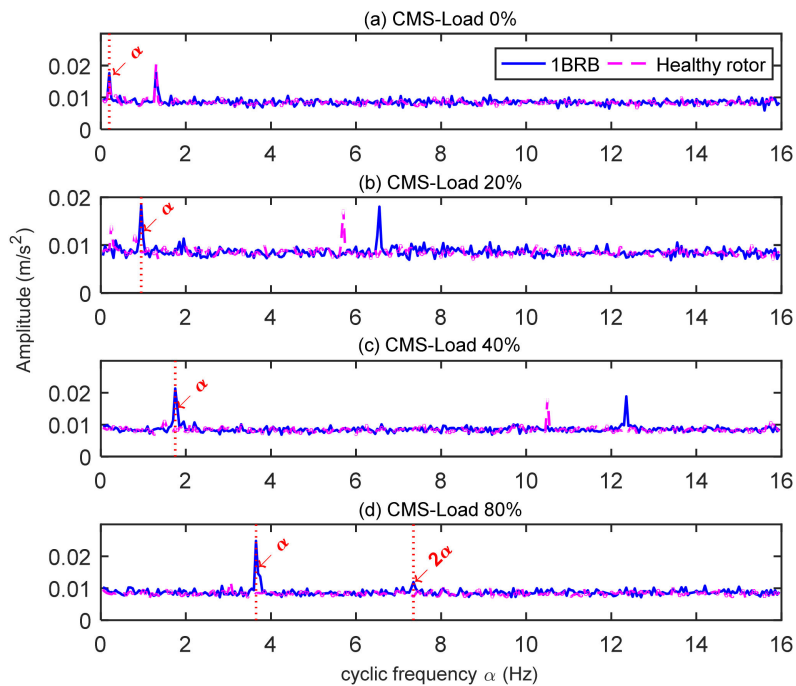 (a) CMS-Load 0%
α
1BRB
Healthy rotor
0.02
0.01
0
0 2 4 6 8 10 12 14 16
(b) CMS-Load 20%
0.02
α
0.01
0
0 2 4 6 8 10 12 14 16
Amplitude (m/s-2)
(c) CMS-Load 40%
α
0.02
0.01
0
0 2 4 6 8 10 12 14 16
(d) CMS-Load 80%
α
2α
0.02
0.01
0
0 2 4 6 8 10 12 14 16
cyclic frequency α (Hz)